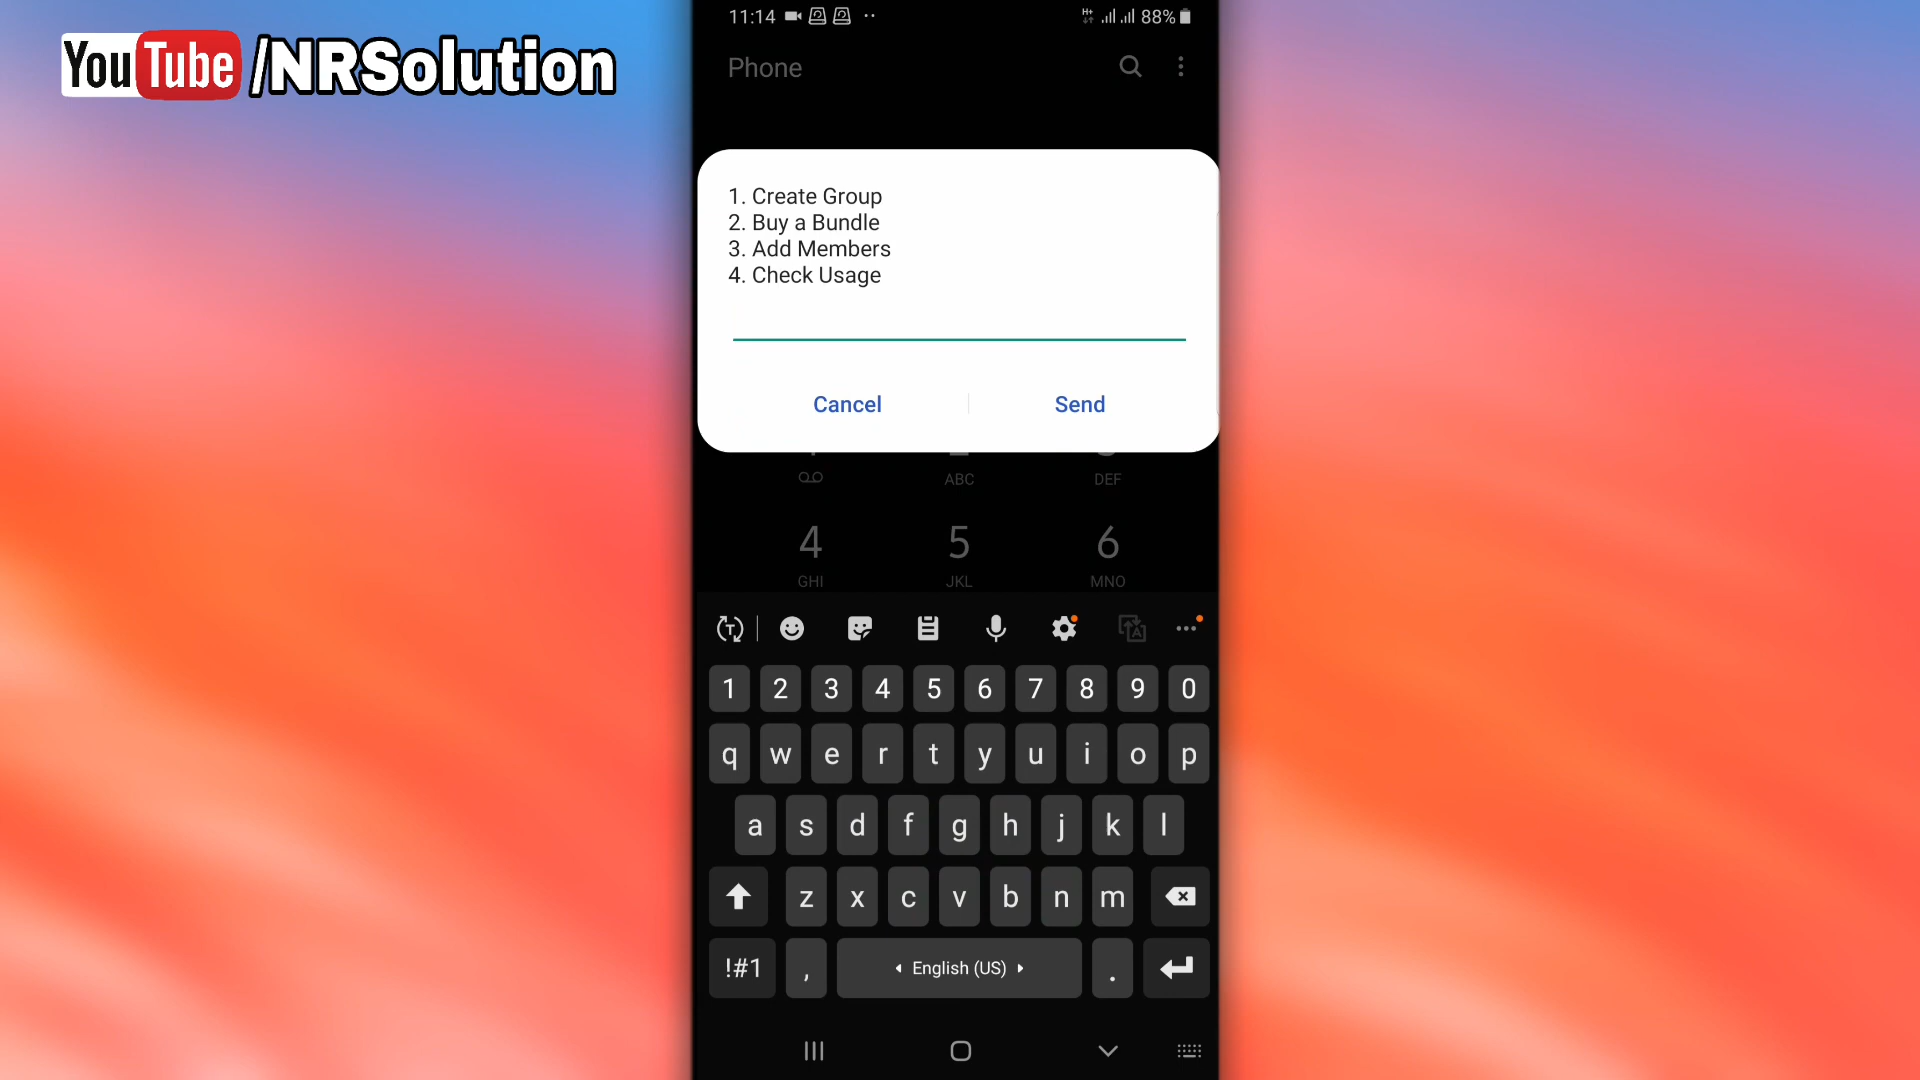 YouTube/NRSolution
11:14
88%
Phone
1. Create Group
2. Buy a Bundle
3. Add Members
4. Check Usage
Cancel
Send
ABC
DEF
4
5
6
GHI
JKL
MNO
1 2 3 4 5 6 7 8 9 0
q w e r t y u i o p
a s d f g h j k l
z x c v b n m
!#1 , English (US) .